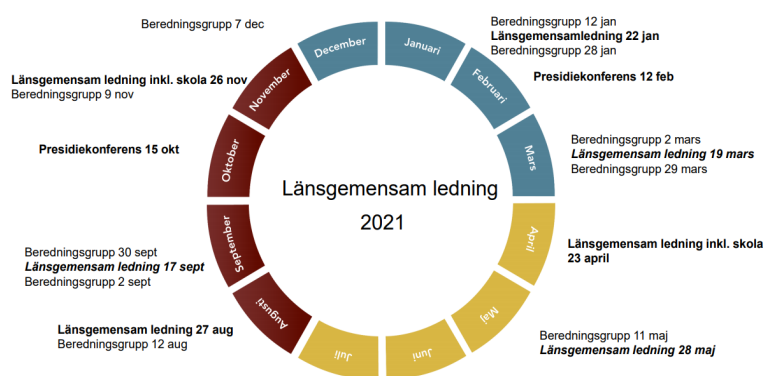 Beredningsgrupp 7 dec
Beredningsgrupp 12 jan
Länsgemensamledning 22 jan
Beredningsgrupp 28 jan
December
Januari
Länsgemensam ledning inkl. skola 26 nov
Beredningsgrupp 9 nov
November
Februari
Presidiekonferens 12 feb
Presidiekonferens 15 okt
Oktober
Mars
Beredningsgrupp 2 mars
Länsgemensam ledning 19 mars
Beredningsgrupp 29 mars
Länsgemensam ledning
2021
Beredningsgrupp 30 sept
Länsgemensam ledning 17 sept
Beredningsgrupp 2 sept
September
April
Länsgemensam ledning inkl. skola
23 april
Länsgemensam ledning 27 aug
Beredningsgrupp 12 aug
Augusti
Maj
Beredningsgrupp 11 maj
Länsgemensam ledning 28 maj
Juli
Juni